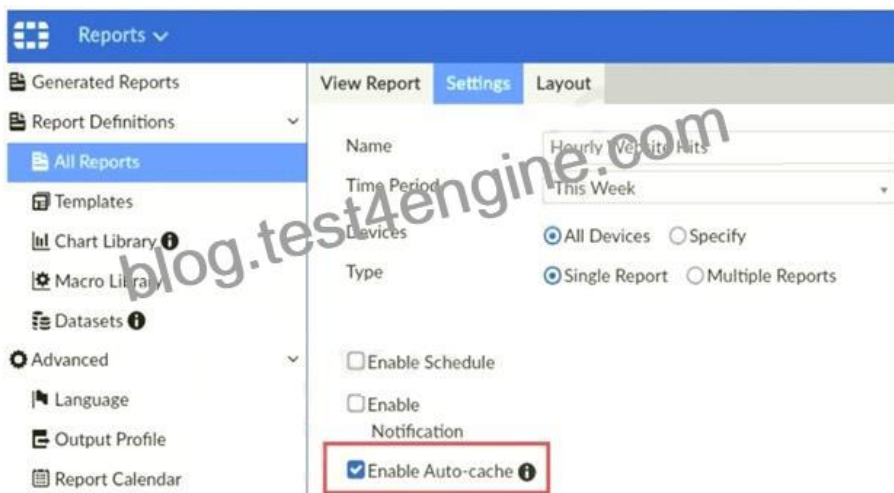 Reports
Generated Reports
Report Definitions
All Reports
Templates
Chart Library
Macro Library
Datasets
Advanced
Language
Output Profile
Report Calendar
View Report Settings Layout
Name Hourly Website Hits
Time Period This Week
Devices All Devices Specify
Type Single Report Multiple Reports
Enable Schedule
Enable
Notification
Enable Auto-cache
blog.test4engine.com